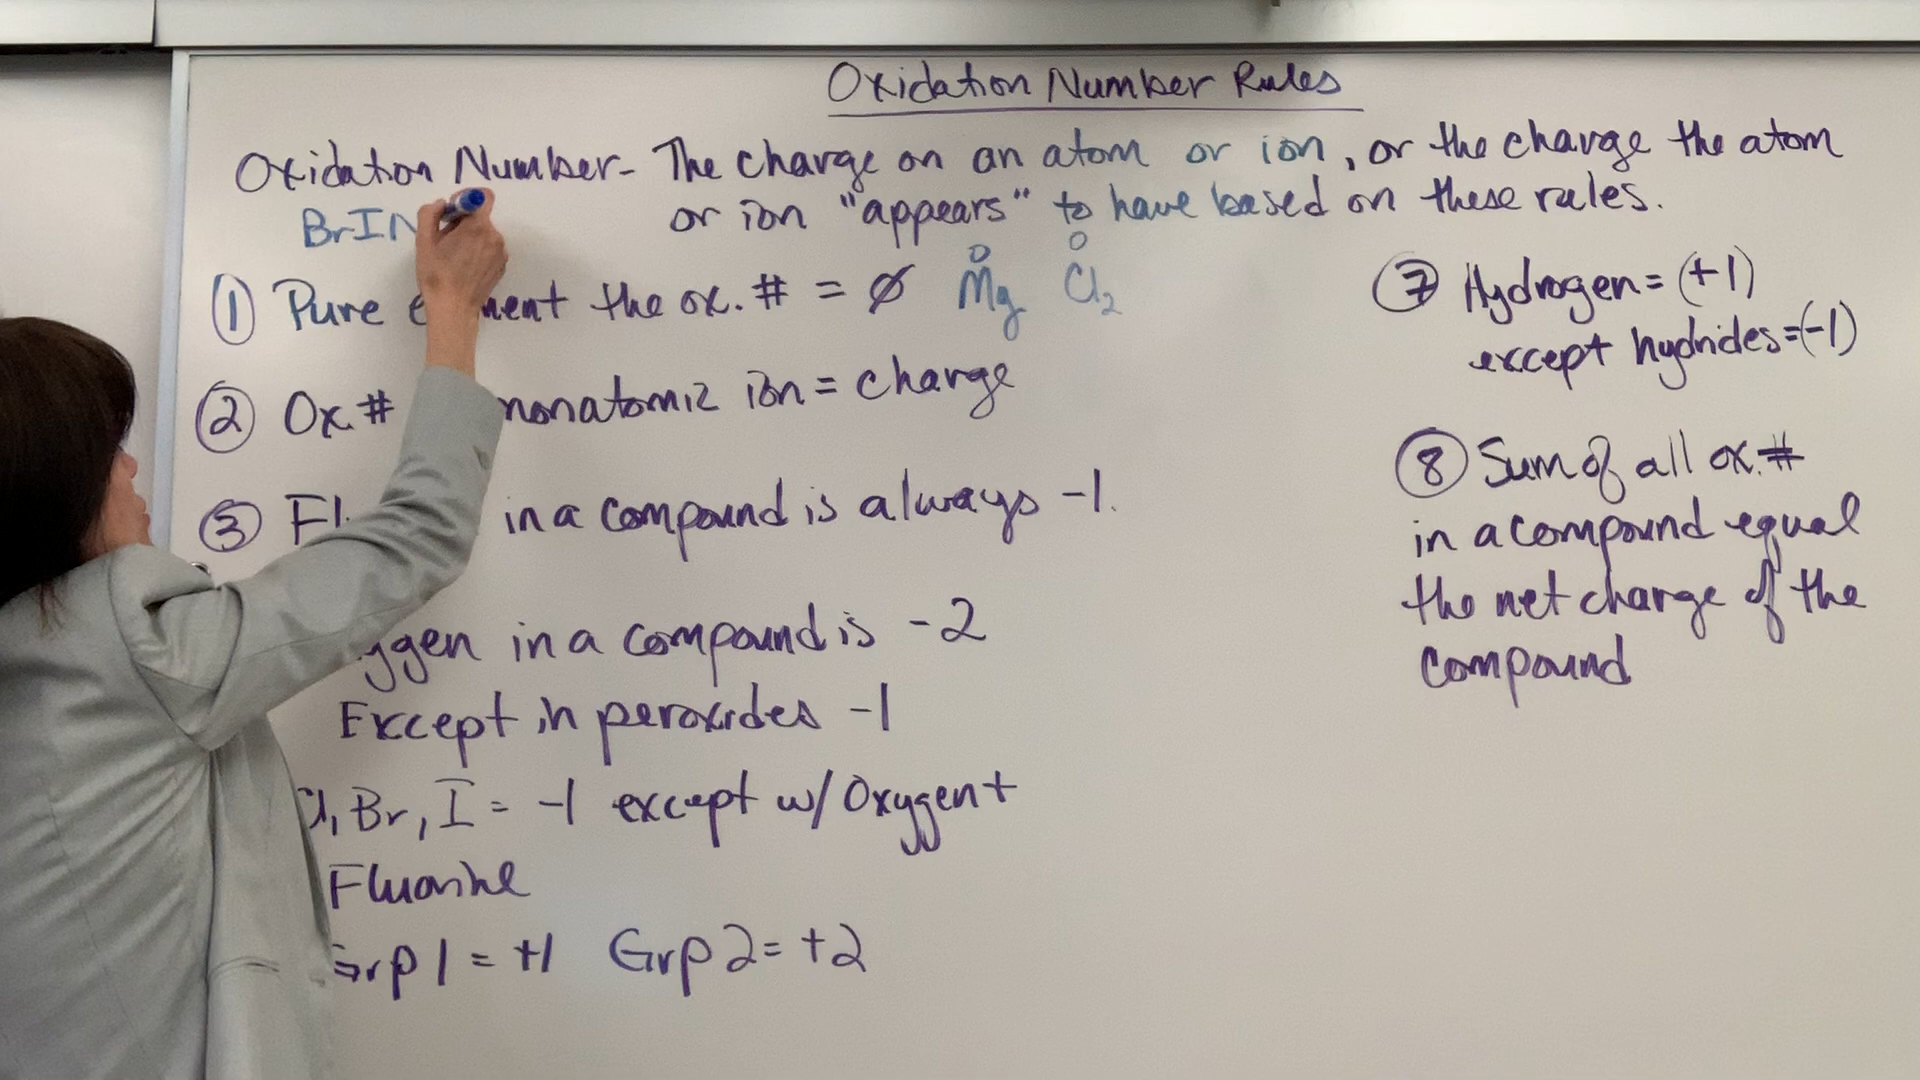 Oxidation Number Rules
Oxidation Number - The charge on an atom or ion, or the charge the atom
or ion "appears" to have based on these rules.
BrIN
① Pure ment the ox. # = Ø Mg Cl₂
0 0
② Ox. # monatomic ion = charge
③ Fl in a compound is always -1.
ygen in a compound is -2
Except in peroxides -1
, Br, I = -1 except w/ Oxygen +
Fluorine
Grp 1 = +1 Grp 2 = +2
⑦ Hydrogen = (+1)
except hydrides = (-1)
⑧ Sum of all ox. #
in a compound equal
the net charge of the
compound